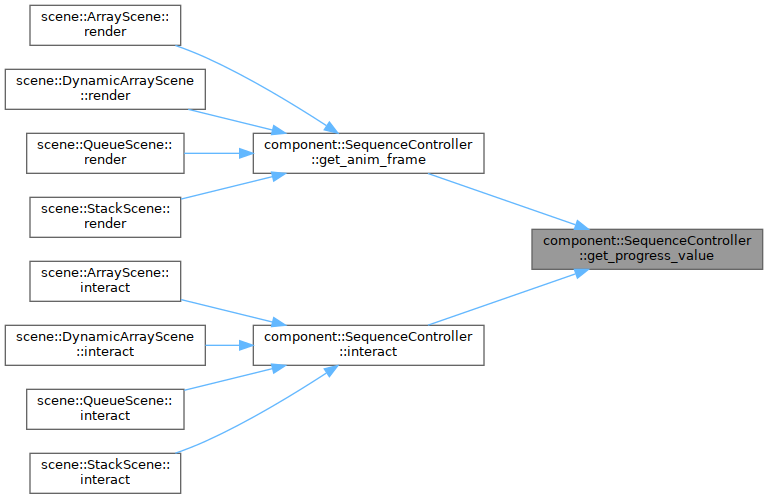 scene::ArrayScene::
render
scene::DynamicArrayScene
::render
scene::QueueScene::
render
scene::StackScene::
render
component::SequenceController
::get_anim_frame
component::SequenceController
::get_progress_value
scene::ArrayScene::
interact
scene::DynamicArrayScene
::interact
scene::QueueScene::
interact
scene::StackScene::
interact
component::SequenceController
::interact